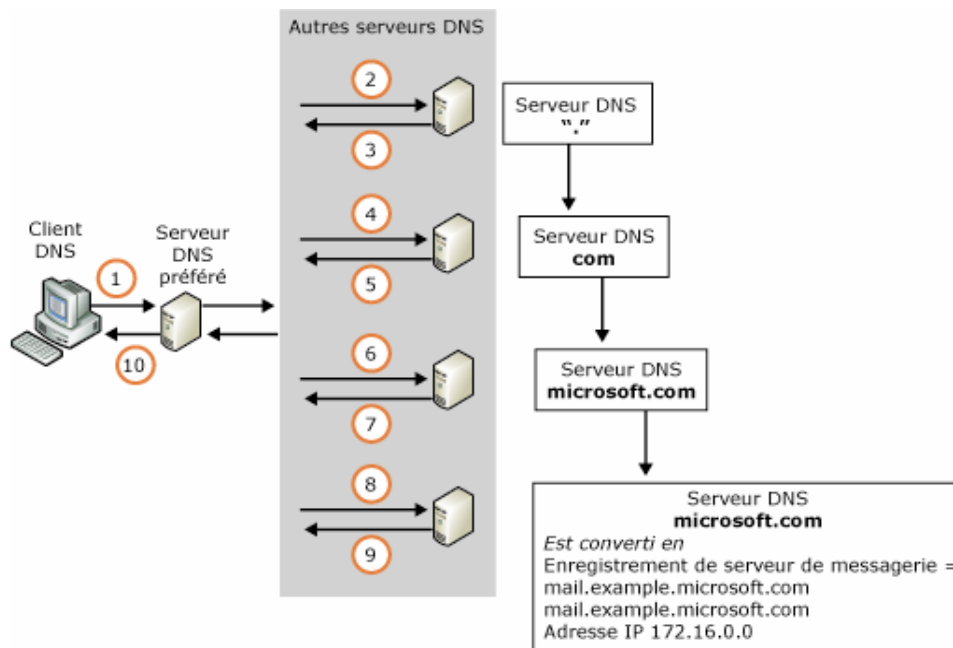 Autres serveurs DNS
2
3
4
5
6
7
8
9
Client
DNS
1
10
Serveur
DNS
préféré
Serveur DNS
"."
Serveur DNS
com
Serveur DNS
microsoft.com
Serveur DNS
microsoft.com
Est converti en
Enregistrement de serveur de messagerie =
mail.example.microsoft.com
mail.example.microsoft.com
Adresse IP 172.16.0.0